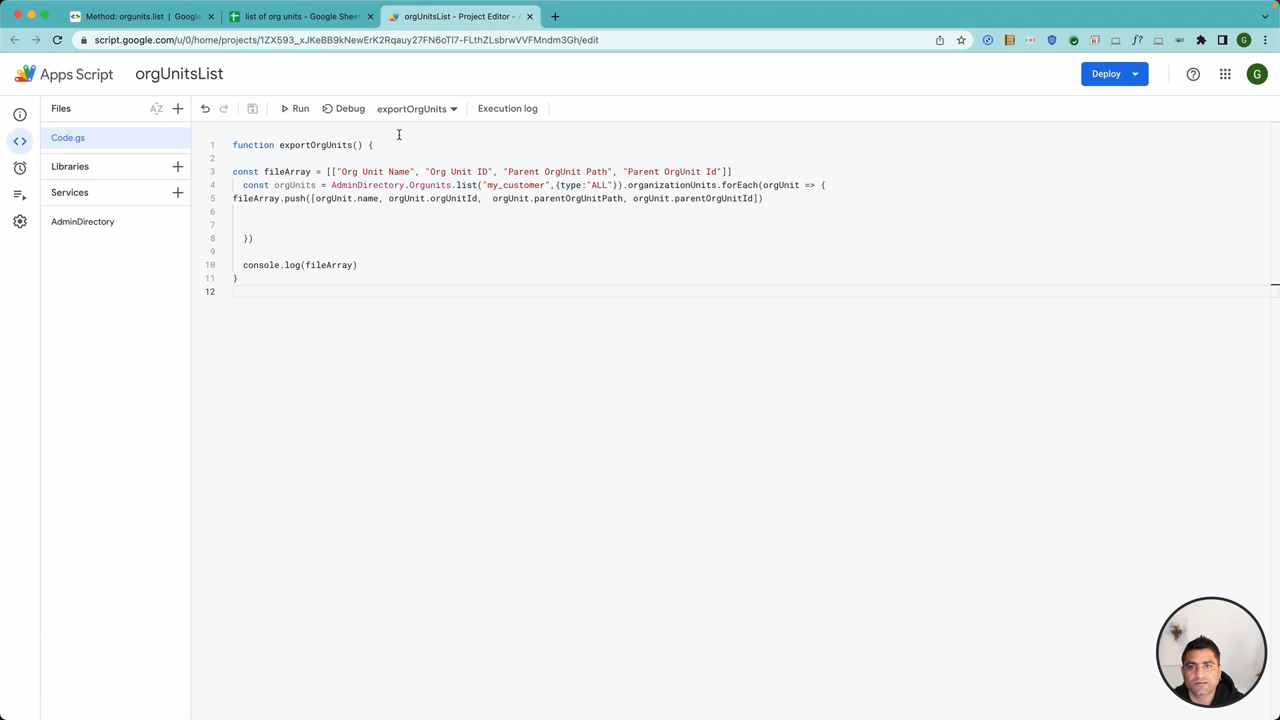 Method: orgunits.list | Google
list of org units - Google Sheet
orgUnitsList - Project Editor - A
script.google.com/u/0/home/projects/1ZX593_xJKeBB9kNewErK2Rqauy27FN6oTl7-FLthZLsbrwVVFMndm3Gh/edit
G
Apps Script
orgUnitsList
Deploy
G
Files
AZ
Run
Debug
exportOrgUnits
Execution log
Code.gs
Libraries
Services
AdminDirectory
1 function exportOrgUnits() {
2
3 const fileArray = [["Org Unit Name", "Org Unit ID", "Parent OrgUnit Path", "Parent OrgUnit Id"]]
4 const orgUnits = AdminDirectory.Orgunits.list("my_customer",{type:"ALL"}).organizationUnits.forEach(orgUnit => {
5 fileArray.push([orgUnit.name, orgUnit.orgUnitId,  orgUnit.parentOrgUnitPath, orgUnit.parentOrgUnitId])
6
7
8 })
9
10 console.log(fileArray)
11 }
12